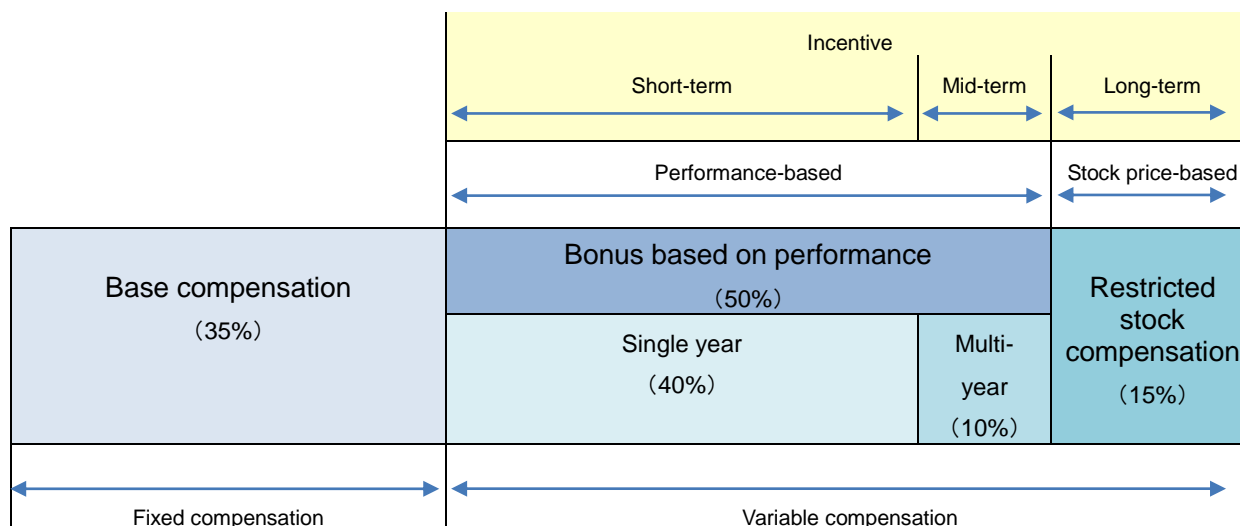 Incentive
Short-term
Mid-term
Long-term
Performance-based
Stock price-based
Base compensation
（35%）
Bonus based on performance
（50%）
Single year
（40%）
Multi-
year
（10%）
Restricted
stock
compensation
（15%）
Fixed compensation
Variable compensation